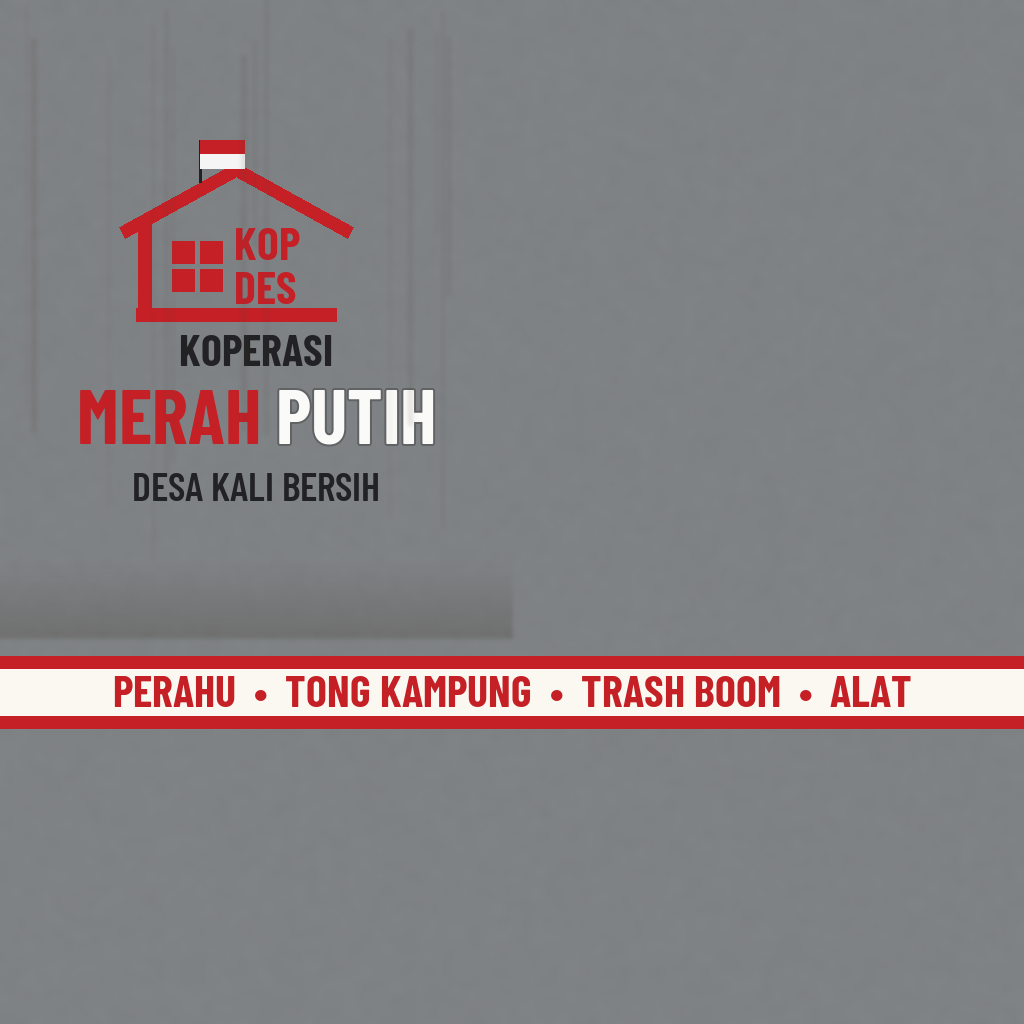 KOP
DES
KOPERASI
MERAH PUTIH
DESA KALI BERSIH
PERAHU • TONG KAMPUNG • TRASH BOOM • ALAT